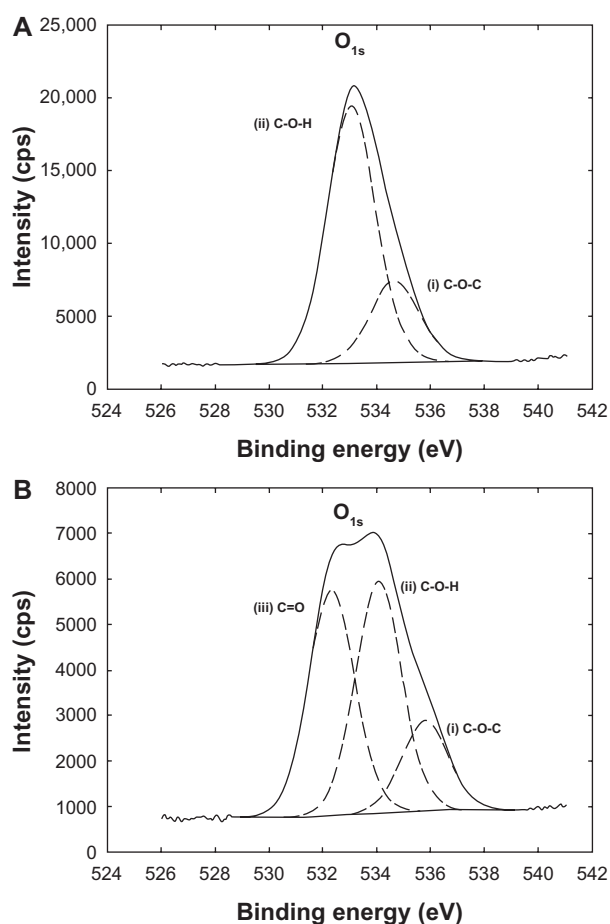 A
O1s
25,000
20,000
15,000
10,000
5000
0
Intensity (cps)
(ii) C-O-H
(i) C-O-C
524 526 528 530 532 534 536 538 540 542
Binding energy (eV)
B
O1s
8000
7000
6000
5000
4000
3000
2000
1000
0
Intensity (cps)
(ii) C-O-H
(iii) C=O
(i) C-O-C
524 526 528 530 532 534 536 538 540 542
Binding energy (eV)